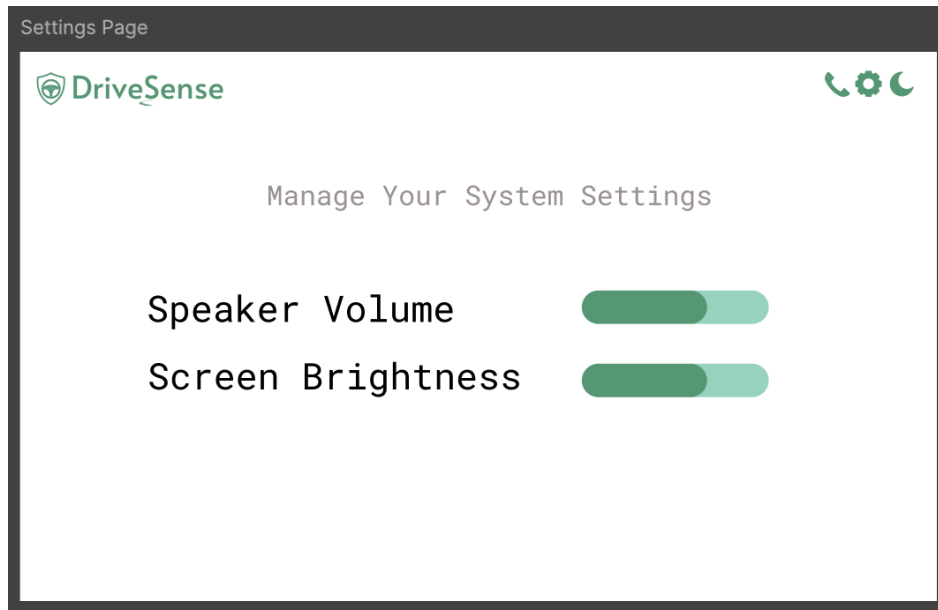 Settings Page
DriveSense
Manage Your System Settings
Speaker Volume
Screen Brightness